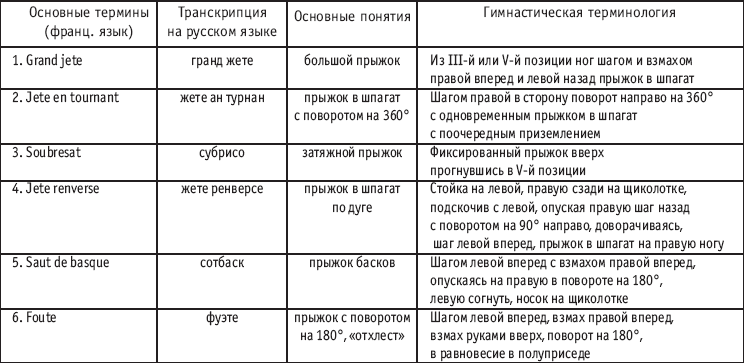 Основные термины (франц. язык) | Транскрипция на русском языке | Основные понятия | Гимнастическая терминология
1. Grand jete | гранд жете | большой прыжок | Из III-й или V-й позиции ног шагом и взмахом
правой вперед и левой назад прыжок в шпагат
2. Jete en tournant | жете ан турнан | прыжок в шпагат | Шагом правой в сторону поворот направо на 360°
с поворотом на 360° | с одновременным прыжком в шпагат
с поочередным приземлением
3. Soubresat | субрисо | затяжной прыжок | Фиксированный прыжок вверх
прогнувшись в V-й позиции
4. Jete renverse | жете ренверсе | прыжок в шпагат | Стойка на левой, правую сзади на щиколотке,
по дуге | подскочив с левой, опуская правую шаг назад
с поворотом на 90° направо, доворачиваясь,
шаг левой вперед, прыжок в шпагат на правую ногу
5. Saut de basque | сотбаск | прыжок басков | Шагом левой вперед с взмахом правой вперед,
опускаясь на правую в повороте на 180°,
левую согнуть, носок на щиколотке
6. Foute | фуэте | прыжок с поворотом | Шагом левой вперед, взмах правой вперед,
на 180°, «отхлест» | взмах руками вверх, поворот на 180°,
в равновесие в полуприседе